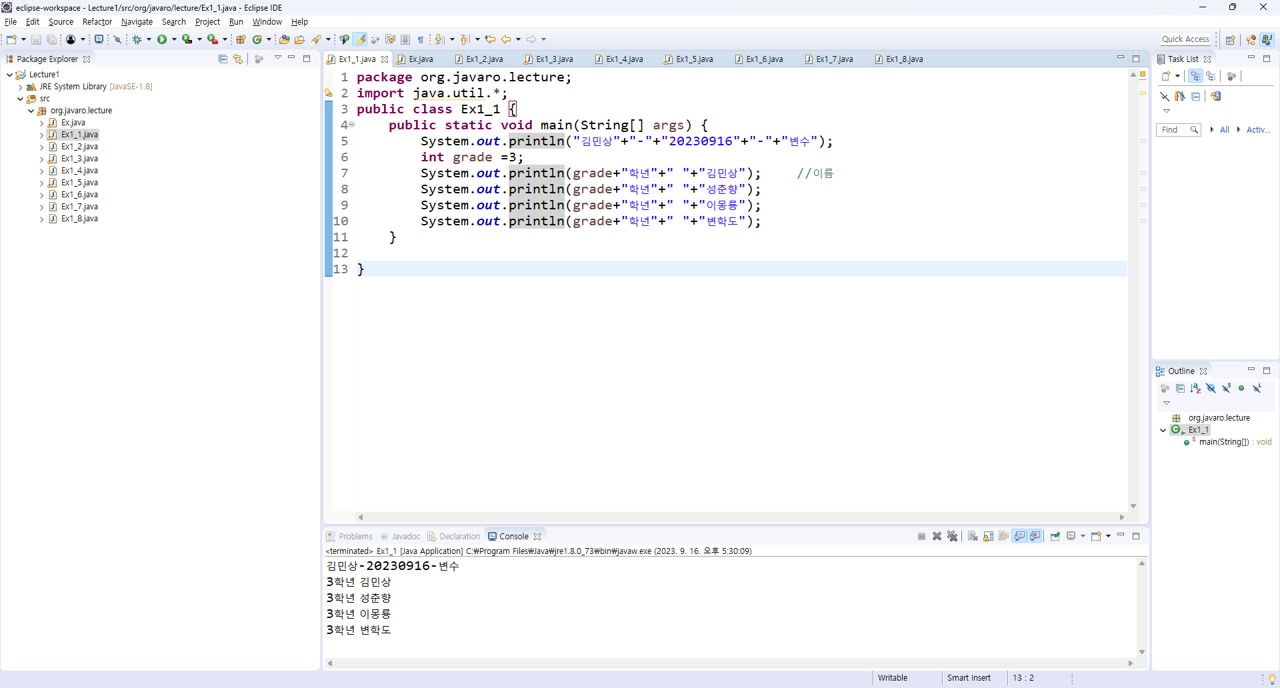 eclipse-workspace - Lecture1/src/org/javaro/lecture/Ex1_1.java - Eclipse IDE
File Edit Source Refactor Navigate Search Project Run Window Help
Quick Access
Package Explorer
Lecture1
JRE System Library [JavaSE-1.8]
src
org.javaro.lecture
Ex.java
Ex1_1.java
Ex1_2.java
Ex1_3.java
Ex1_4.java
Ex1_5.java
Ex1_6.java
Ex1_7.java
Ex1_8.java
Ex1_1.java Ex.java Ex1_2.java Ex1_3.java Ex1_4.java Ex1_5.java Ex1_6.java Ex1_7.java Ex1_8.java
1 package org.javaro.lecture;
2 import java.util.*;
3 public class Ex1_1 {
4 public static void main(String[] args) {
5 System.out.println("김민상"+"-"+"20230916"+"-"+"변수");
6 int grade =3;
7 System.out.println(grade+"학년"+" "+"김민상"); //이름
8 System.out.println(grade+"학년"+" "+"성준향");
9 System.out.println(grade+"학년"+" "+"이몽룡");
10 System.out.println(grade+"학년"+" "+"변학도");
11 }
12
13 }
Task List
Find All Activ...
Outline
org.javaro.lecture
Ex1_1
main(String[]) : void
Problems Javadoc Declaration Console
<terminated> Ex1_1 [Java Application] C:₩Program Files₩Java₩jre1.8.0_73₩bin₩javaw.exe (2023. 9. 16. 오후 5:30:09)
김민상-20230916-변수
3학년 김민상
3학년 성준향
3학년 이몽룡
3학년 변학도
Writable Smart Insert 13 : 2